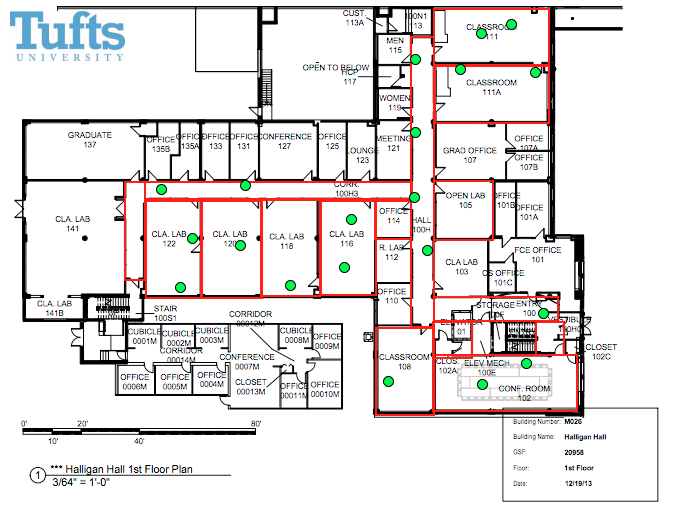 Tufts
UNIVERSITY
CUST.
113A
100N1
13
CLASSROOM
111
MEN
115
OPEN TO BELOW
HCP
117
CLASSROOM
111A
WOMEN
119
GRADUATE
137
OFFICE
135B
OFFICE
135A
OFFICE
133
OFFICE
131
CONFERENCE
127
OFFICE
125
LOUNGE
123
MEETING
121
GRAD OFFICE
107
OFFICE
107A
OFFICE
107B
CORR.
100H3
CLA. LAB
141
CLA. LAB
122
CLA. LAB
120
CLA. LAB
118
CLA. LAB
116
OFFICE
114
HALL
100H
OPEN LAB
105
OFFICE
101B
OFFICE
101A
R. LAB
112
CLA LAB
103
FCE OFFICE
101
CS OFFICE
101C
OFFICE
110
CLA. LAB
141B
STAIR
100S1
CORRIDOR
00012M
STORAGE
ENTRY
100
VESTIBU
100H0
ELEVATOR
01
CUBICLE
0001M
CUBICLE
0002M
CUBICLE
0003M
CUBICLE
0008M
OFFICE
0009M
CORRIDOR
00014M
CONFERENCE
0007M
CLASSROOM
108
CLOS.
102A
ELEV MECH.
100E
CLOSET
102C
OFFICE
0006M
OFFICE
0005M
OFFICE
0004M
CLOSET
00013M
OFFICE
00011M
OFFICE
00010M
CONF. ROOM
102
0' 20' 40' 80'
10' 30'
1 *** Halligan Hall 1st Floor Plan
3/64" = 1'-0"
Building Number: M026
Building Name: Halligan Hall
GSF: 20958
Floor: 1st Floor
Date: 12/19/13